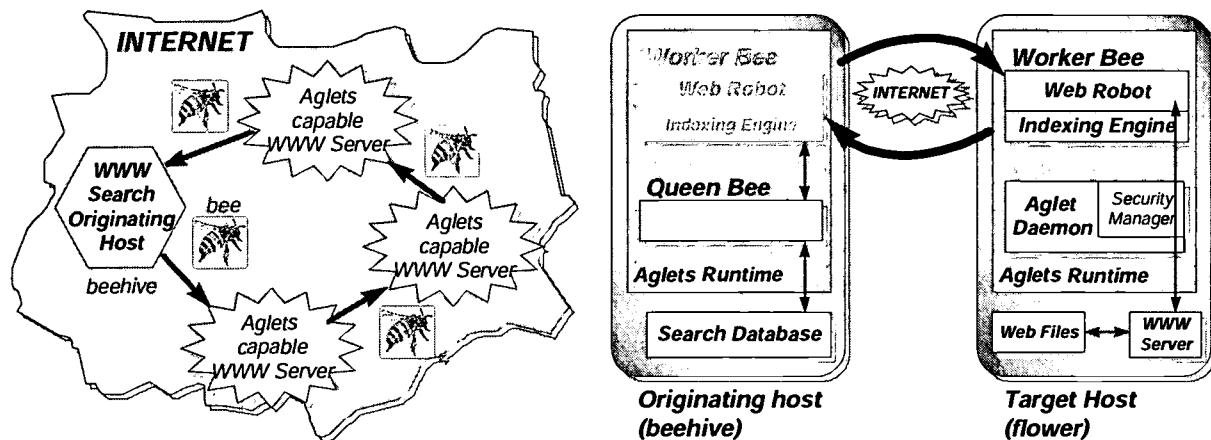 INTERNET
Aglets
capable
WWW Server
WWW
Search
Originating
Host
beehive
bee
Aglets
capable
WWW Server
Aglets
capable
WWW Server
Worker Bee
Web Robot
Indexing Engine
Queen Bee
Aglets Runtime
Search Database
Originating host
(beehive)
INTERNET
Worker Bee
Web Robot
Indexing Engine
Aglet
Daemon
Security
Manager
Aglets Runtime
Web Files
WWW
Server
Target Host
(flower)